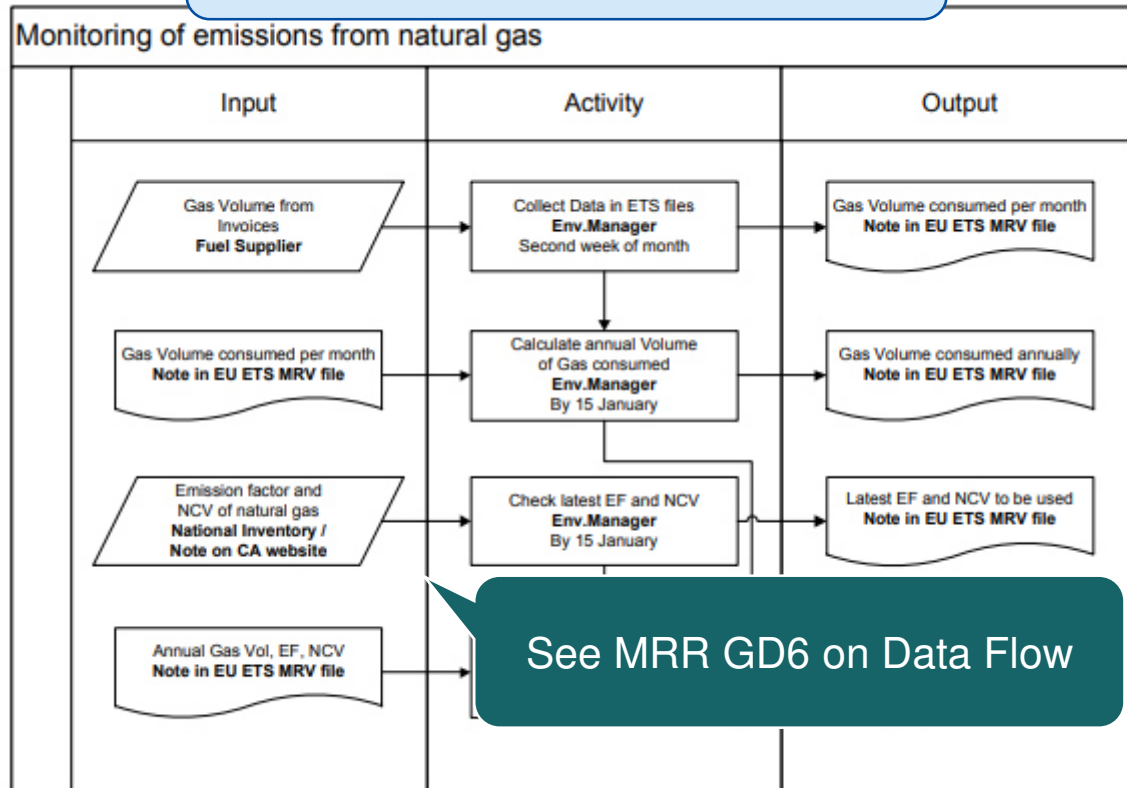 Monitoring of emissions from natural gas
Input
Activity
Output
Gas Volume from
Invoices
Fuel Supplier
Collect Data in ETS files
Env.Manager
Second week of month
Gas Volume consumed per month
Note in EU ETS MRV file
Gas Volume consumed per month
Note in EU ETS MRV file
Calculate annual Volume
of Gas consumed
Env.Manager
By 15 January
Gas Volume consumed annually
Note in EU ETS MRV file
Emission factor and
NCV of natural gas
National Inventory /
Note on CA website
Check latest EF and NCV
Env.Manager
By 15 January
Latest EF and NCV to be used
Note in EU ETS MRV file
Annual Gas Vol, EF, NCV
Note in EU ETS MRV file
See MRR GD6 on Data Flow